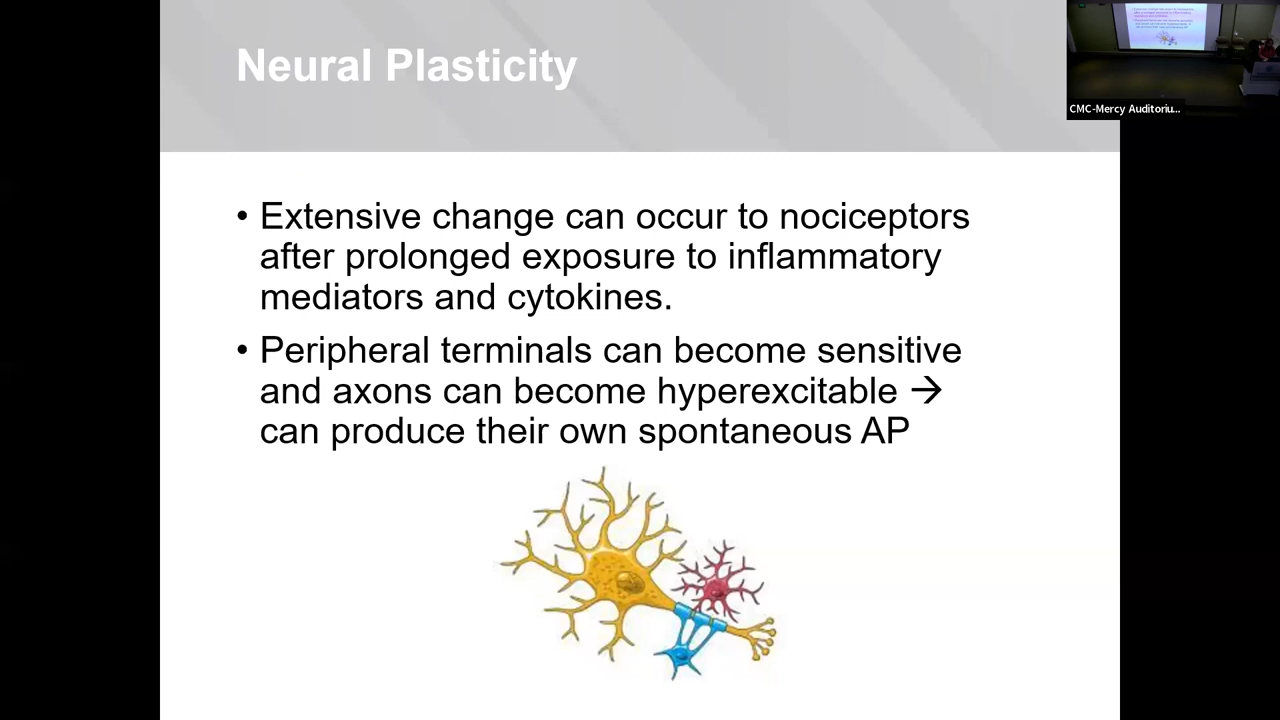 Neural Plasticity
CMC-Mercy Auditoriu...
• Extensive change can occur to nociceptors
after prolonged exposure to inflammatory
mediators and cytokines.
• Peripheral terminals can become sensitive
and axons can become hyperexcitable →
can produce their own spontaneous AP